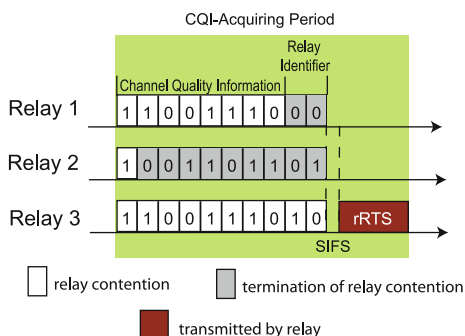 CQI-Acquiring Period
Relay
Identifier
Channel Quality Information
Relay 1
1 1 0 0 1 1 1 0 0 0
Relay 2
1 0 0 1 1 0 1 1 0 1
Relay 3
1 1 0 0 1 1 1 0 1 0
rRTS
SIFS
relay contention
termination of relay contention
transmitted by relay